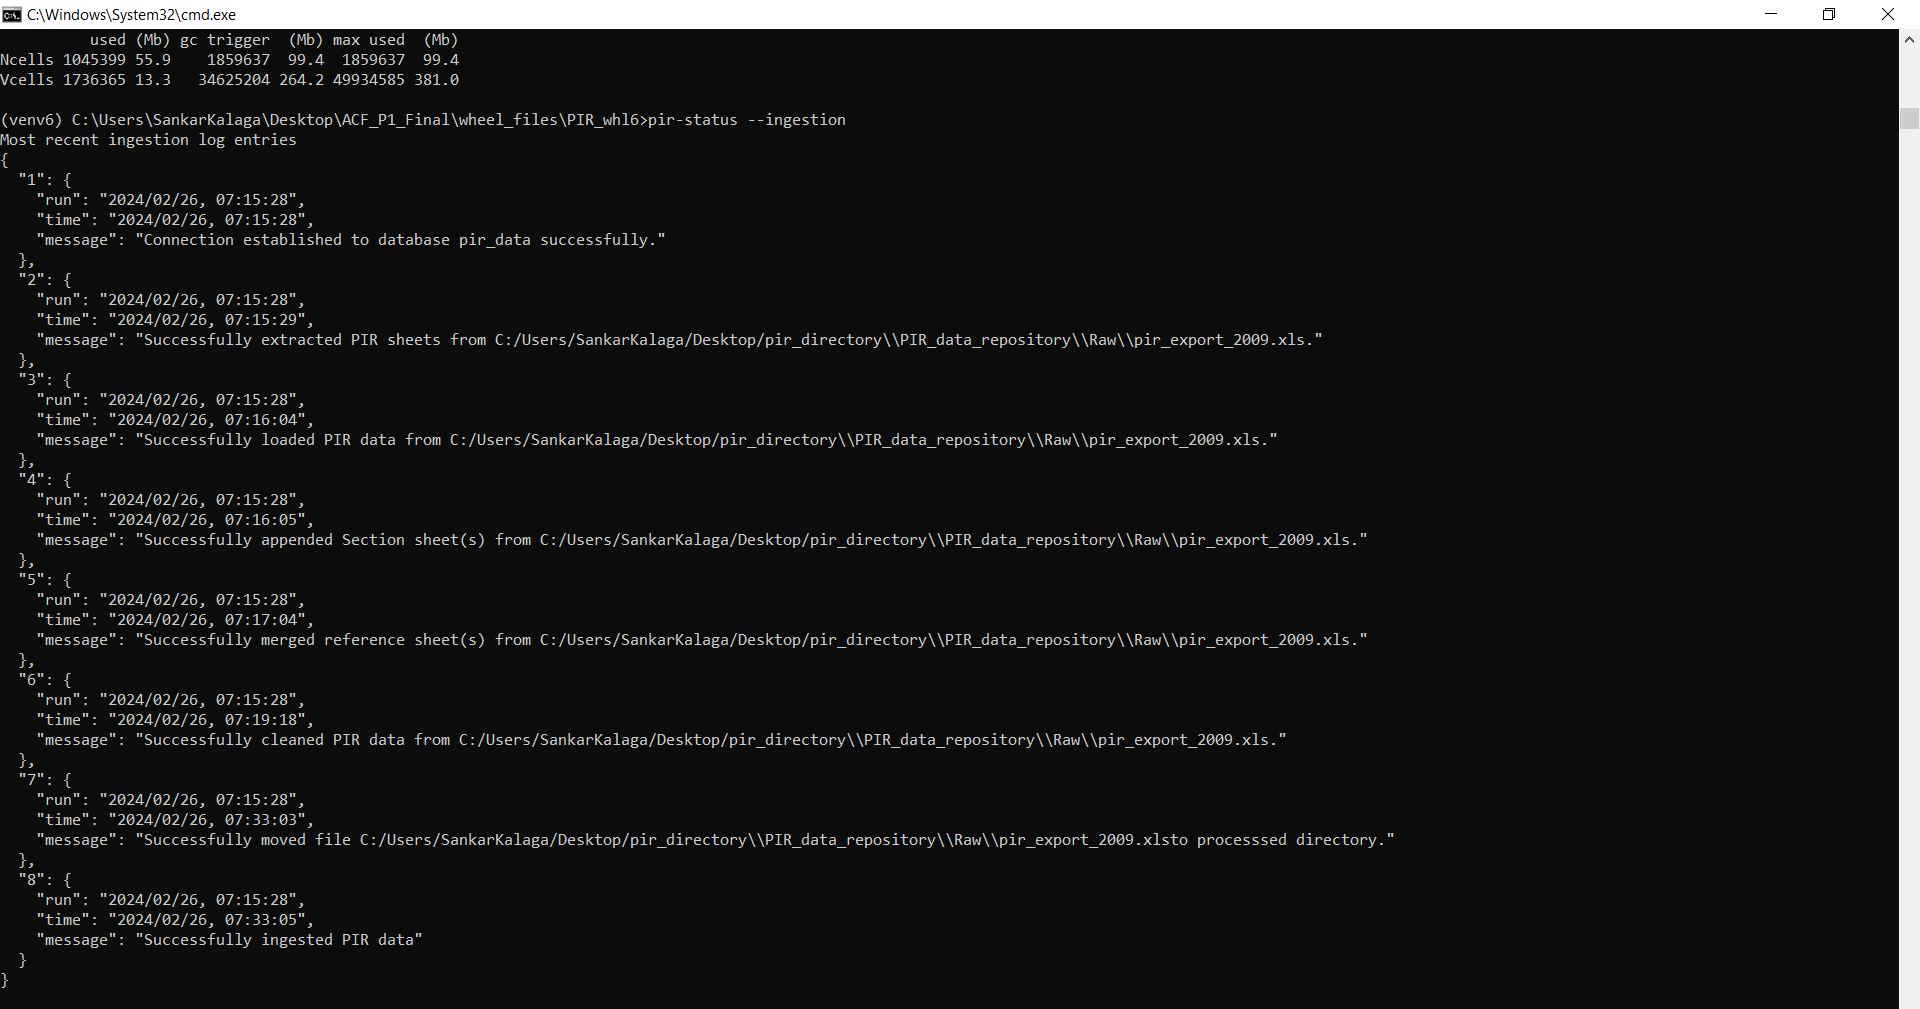 C:\Windows\System32\cmd.exe
          used (Mb) gc trigger  (Mb) max used  (Mb)
Ncells 1045399 55.9    1859637  99.4  1859637  99.4
Vcells 1736365 13.3   34625204 264.2 49934585 381.0

(venv6) C:\Users\SankarKalaga\Desktop\ACF_P1_Final\wheel_files\PIR_whl6>pir-status --ingestion
Most recent ingestion log entries
{
  "1": {
    "run": "2024/02/26, 07:15:28",
    "time": "2024/02/26, 07:15:28",
    "message": "Connection established to database pir_data successfully."
  },
  "2": {
    "run": "2024/02/26, 07:15:28",
    "time": "2024/02/26, 07:15:29",
    "message": "Successfully extracted PIR sheets from C:/Users/SankarKalaga/Desktop/pir_directory\\PIR_data_repository\\Raw\\pir_export_2009.xls."
  },
  "3": {
    "run": "2024/02/26, 07:15:28",
    "time": "2024/02/26, 07:16:04",
    "message": "Successfully loaded PIR data from C:/Users/SankarKalaga/Desktop/pir_directory\\PIR_data_repository\\Raw\\pir_export_2009.xls."
  },
  "4": {
    "run": "2024/02/26, 07:15:28",
    "time": "2024/02/26, 07:16:05",
    "message": "Successfully appended Section sheet(s) from C:/Users/SankarKalaga/Desktop/pir_directory\\PIR_data_repository\\Raw\\pir_export_2009.xls."
  },
  "5": {
    "run": "2024/02/26, 07:15:28",
    "time": "2024/02/26, 07:17:04",
    "message": "Successfully merged reference sheet(s) from C:/Users/SankarKalaga/Desktop/pir_directory\\PIR_data_repository\\Raw\\pir_export_2009.xls."
  },
  "6": {
    "run": "2024/02/26, 07:15:28",
    "time": "2024/02/26, 07:19:18",
    "message": "Successfully cleaned PIR data from C:/Users/SankarKalaga/Desktop/pir_directory\\PIR_data_repository\\Raw\\pir_export_2009.xls."
  },
  "7": {
    "run": "2024/02/26, 07:15:28",
    "time": "2024/02/26, 07:33:03",
    "message": "Successfully moved file C:/Users/SankarKalaga/Desktop/pir_directory\\PIR_data_repository\\Raw\\pir_export_2009.xlsto processsed directory."
  },
  "8": {
    "run": "2024/02/26, 07:15:28",
    "time": "2024/02/26, 07:33:05",
    "message": "Successfully ingested PIR data"
  }
}